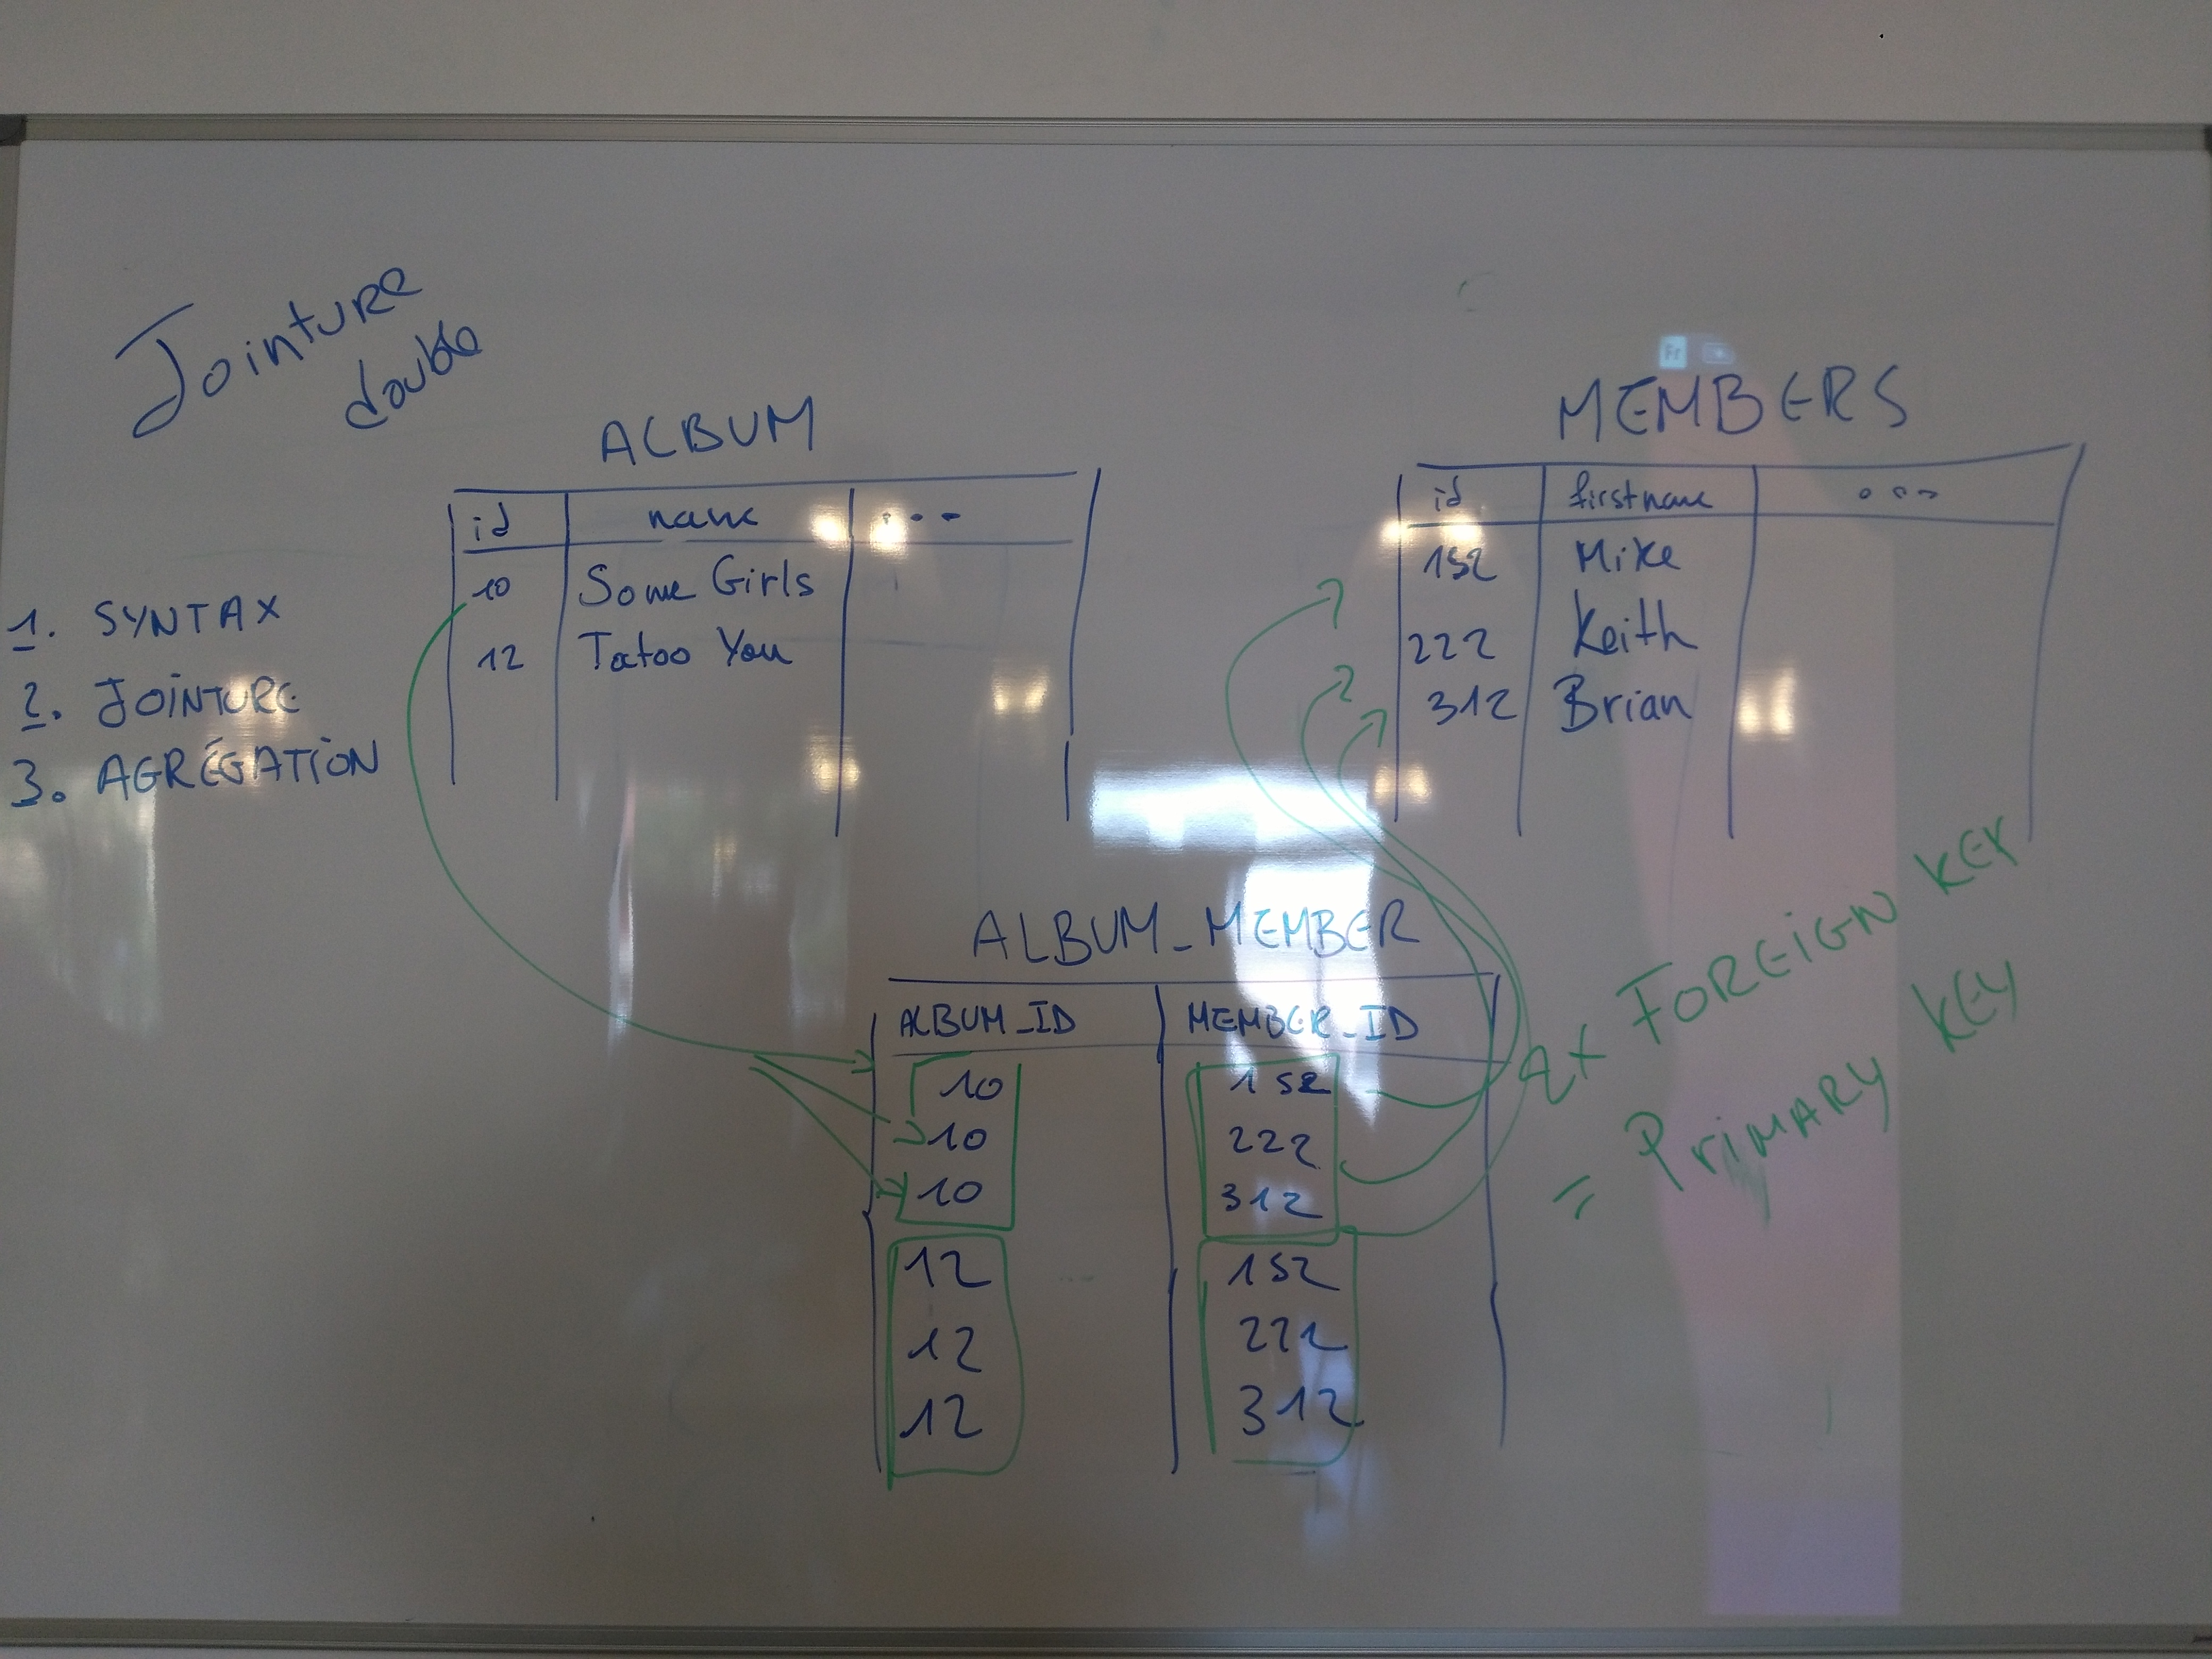 Jointure
double
1. SYNTAX
2. JOINTURE
3. AGRÉGATION
ALBUM
id name ...
10 Some Girls
12 Tatoo You
MEMBERS
id firstname ...
152 Mike
222 Keith
312 Brian
ALBUM_MEMBER
ALBUM_ID MEMBER_ID
10 152
10 222
10 312
12 152
12 222
12 312
FOREIGN KEY
= PRIMARY KEY